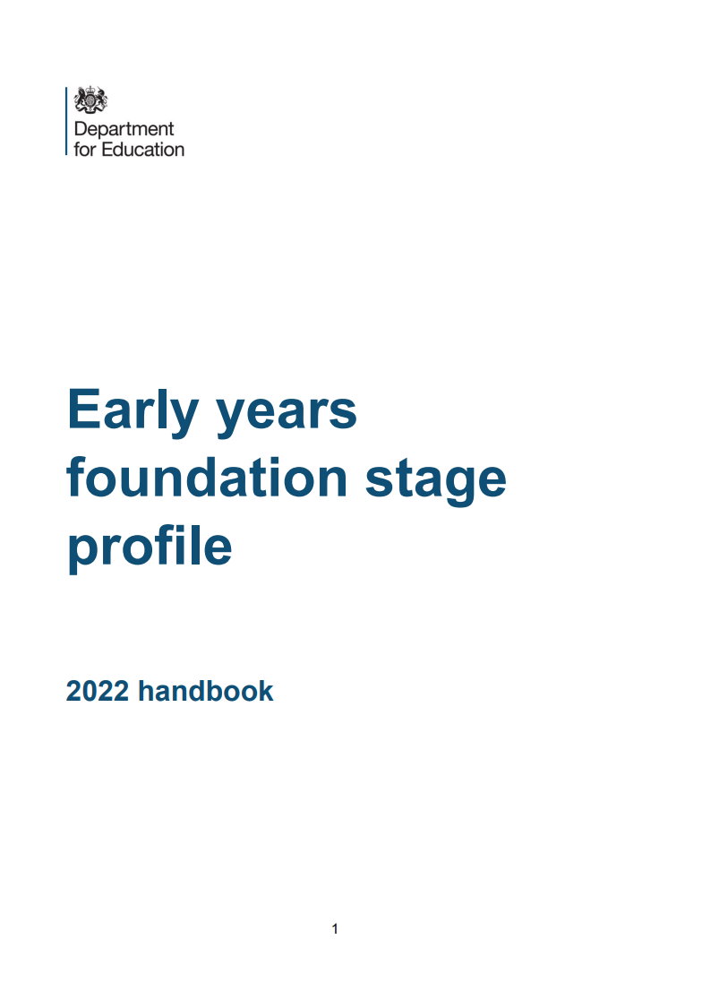 Department
for Education
Early years
foundation stage
profile
2022 handbook
1